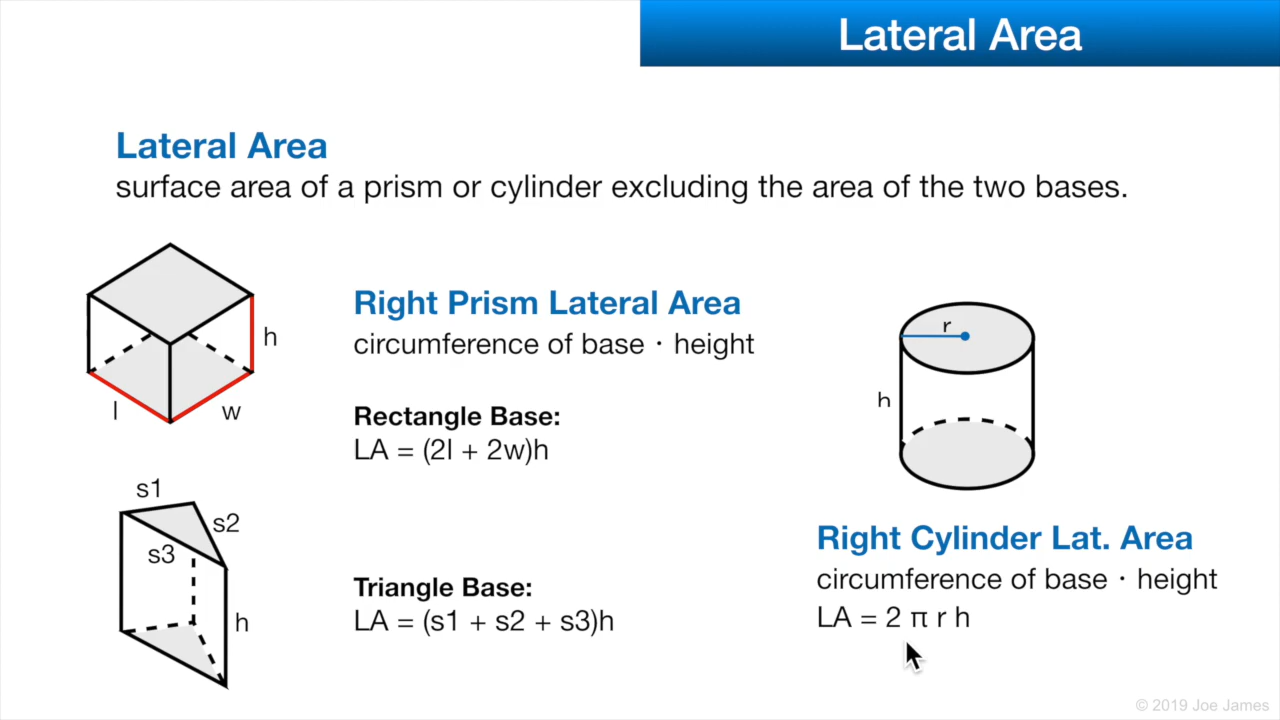 Lateral Area
Lateral Area
surface area of a prism or cylinder excluding the area of the two bases.
h
l
w
Right Prism Lateral Area
circumference of base · height
Rectangle Base:
LA = (2l + 2w)h
s1
s2
s3
h
Triangle Base:
LA = (s1 + s2 + s3)h
r
h
Right Cylinder Lat. Area
circumference of base · height
LA = 2 π r h
© 2019 Joe James